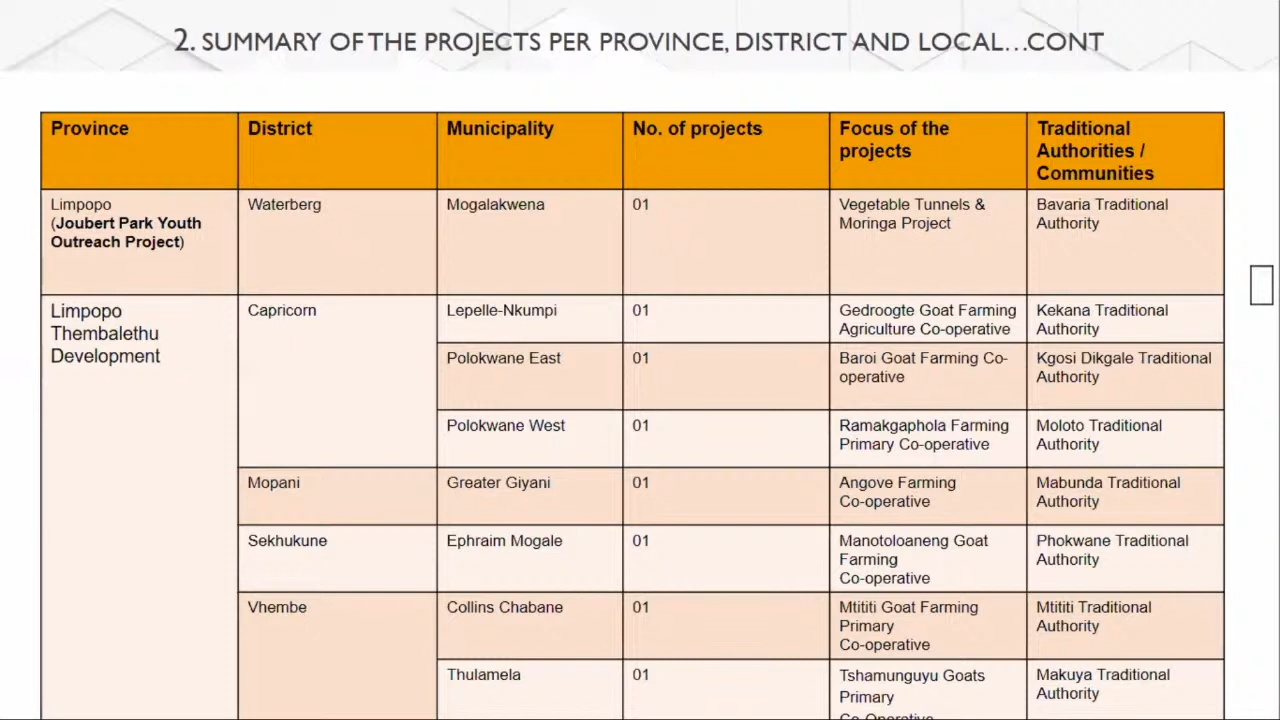 2. SUMMARY OF THE PROJECTS PER PROVINCE, DISTRICT AND LOCAL…CONT
Province
District
Municipality
No. of projects
Focus of the
projects
Traditional
Authorities /
Communities
Limpopo
(Joubert Park Youth
Outreach Project)
Waterberg
Mogalakwena
01
Vegetable Tunnels &
Moringa Project
Bavaria Traditional
Authority
Limpopo
Thembalethu
Development
Capricorn
Lepelle-Nkumpi
01
Gedroogte Goat Farming
Agriculture Co-operative
Kekana Traditional
Authority
Polokwane East
01
Baroi Goat Farming Co-
operative
Kgosi Dikgale Traditional
Authority
Polokwane West
01
Ramakgaphola Farming
Primary Co-operative
Moloto Traditional
Authority
Mopani
Greater Giyani
01
Angove Farming
Co-operative
Mabunda Traditional
Authority
Sekhukune
Ephraim Mogale
01
Manotoloaneng Goat
Farming
Co-operative
Phokwane Traditional
Authority
Vhembe
Collins Chabane
01
Mtititi Goat Farming
Primary
Co-operative
Mtititi Traditional
Authority
Thulamela
01
Tshamunguyu Goats
Primary
Co-Operative
Makuya Traditional
Authority